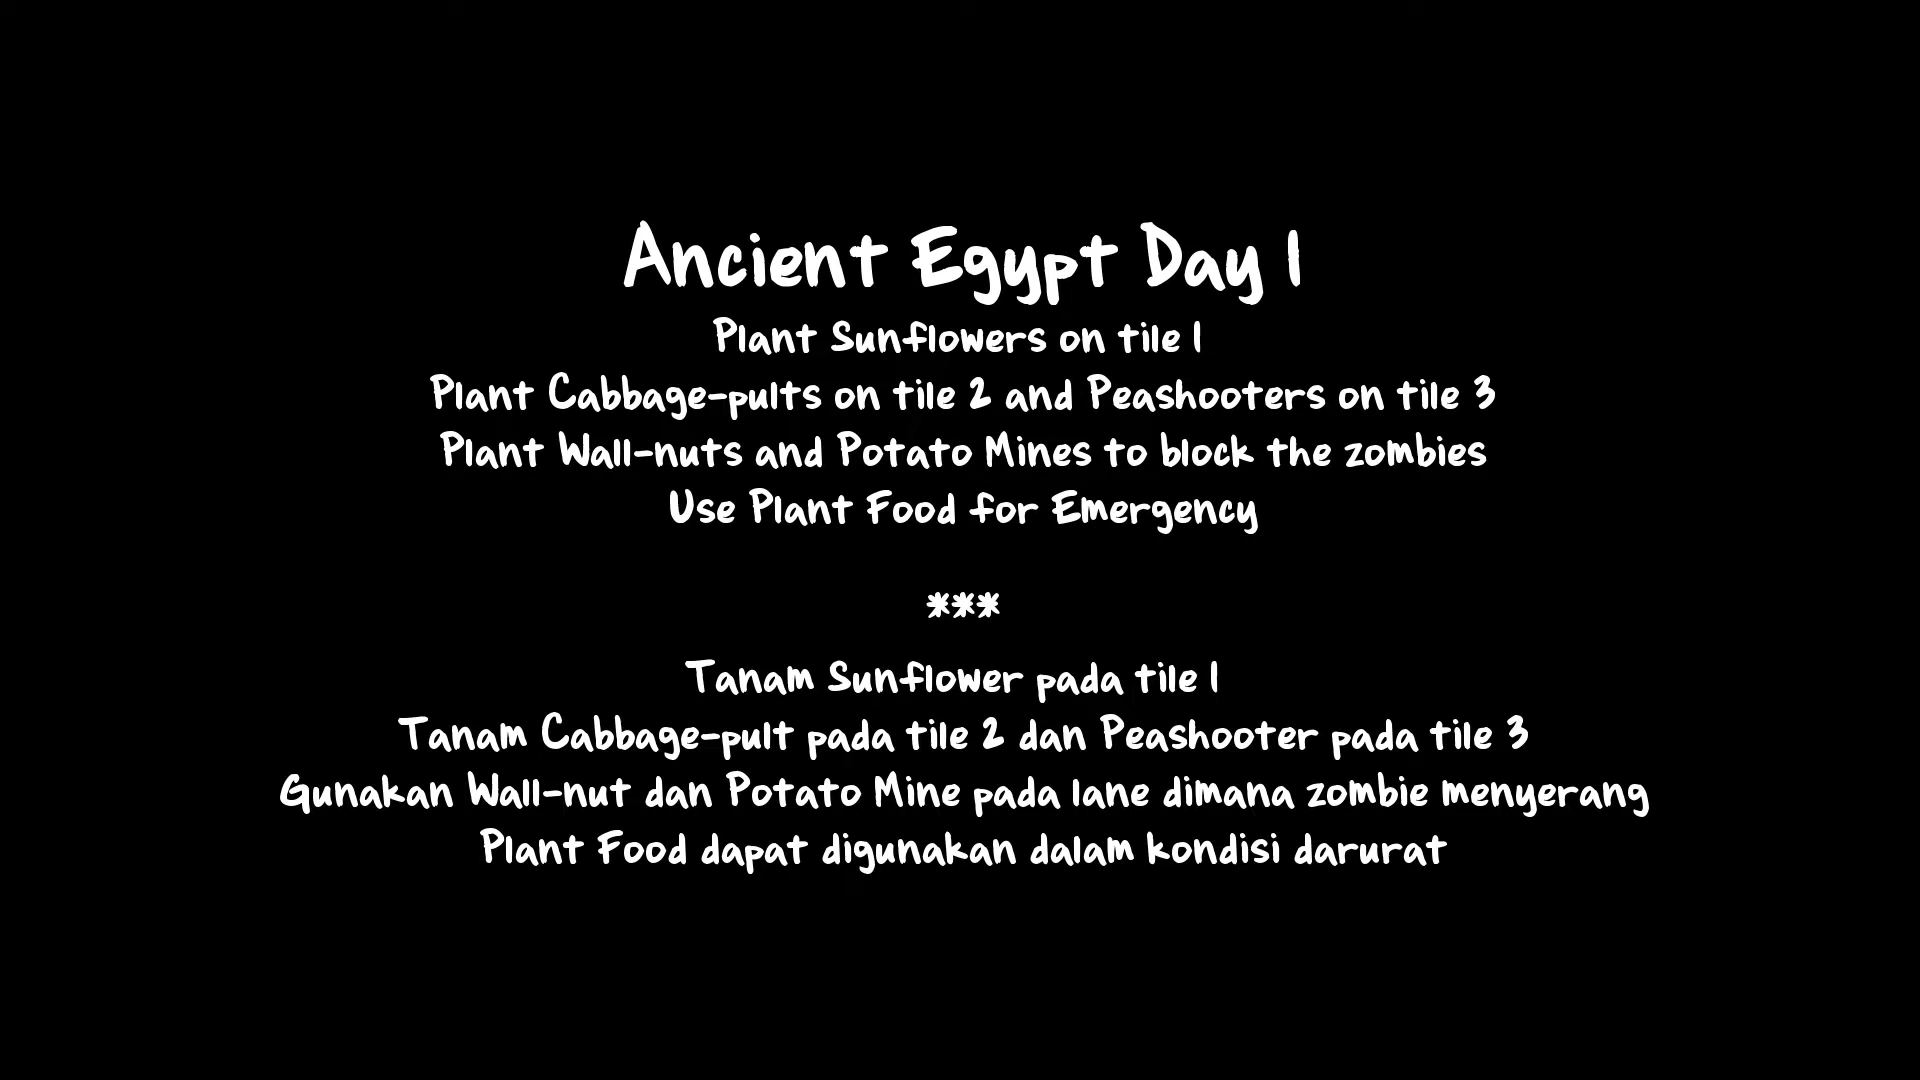 Ancient Egypt Day 1
Plant Sunflowers on tile 1
Plant Cabbage-pults on tile 2 and Peashooters on tile 3
Plant Wall-nuts and Potato Mines to block the zombies
Use Plant Food for Emergency
***
Tanam Sunflower pada tile 1
Tanam Cabbage-pult pada tile 2 dan Peashooter pada tile 3
Gunakan Wall-nut dan Potato Mine pada lane dimana zombie menyerang
Plant Food dapat digunakan dalam kondisi darurat